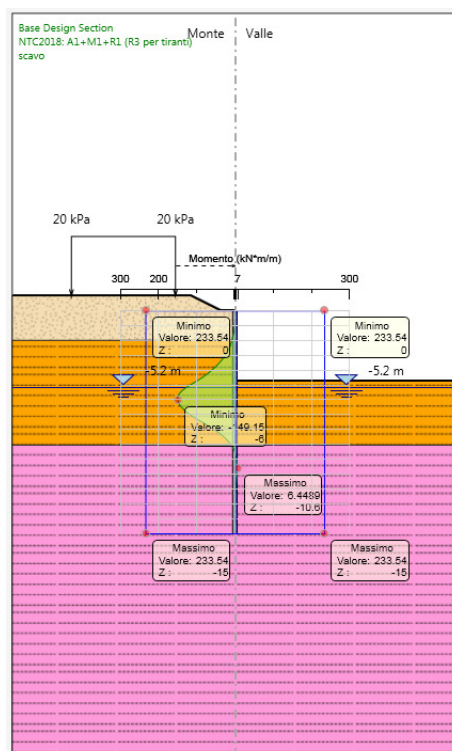 Base Design Section
NTC2018: A1+M1+R1 (R3 per tiranti)
scavo
Monte
Valle
20 kPa
20 kPa
Momento (kN*m/m)
300
200
7
300
Minimo
Valore: 233.54
Z : 0
Minimo
Valore: 233.54
Z : 0
-5.2 m
-5.2 m
Minimo
Valore: -149.15
Z : -6
Massimo
Valore: 6.4489
Z : -10.6
Massimo
Valore: 233.54
Z : -15
Massimo
Valore: 233.54
Z : -15